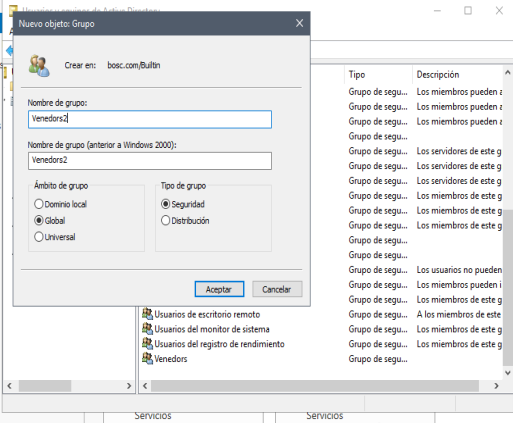 Usuarios y equipos de Active Directory
Nuevo objeto: Grupo
Crear en: bosc.com/Builtin
Nombre de grupo:
Venedors2
Nombre de grupo (anterior a Windows 2000):
Venedors2
Ámbito de grupo
Dominio local
Global
Universal
Tipo de grupo
Seguridad
Distribución
Aceptar Cancelar
Tipo Descripción
Grupo de segu... Los miembros pueden a
Grupo de segu... Los miembros pueden a
Grupo de segu... Los miembros pueden a
Grupo de segu...
Grupo de segu... Los servidores de este g
Grupo de segu... Los servidores de este g
Grupo de segu... Los servidores de este g
Grupo de segu... Los miembros de este g
Grupo de segu... Los miembros de este g
Grupo de segu... Los miembros de este g
Grupo de segu...
Grupo de segu...
Grupo de segu... Los usuarios no pueden
Grupo de segu... Los miembros pueden i
Grupo de segu... Los miembros de este g
Usuarios de escritorio remoto Grupo de segu... A los miembros de este
Usuarios del monitor de sistema Grupo de segu... Los miembros de este g
Usuarios del registro de rendimiento Grupo de segu... Los miembros de este g
Venedors Grupo de segu...
Servicios Servicios